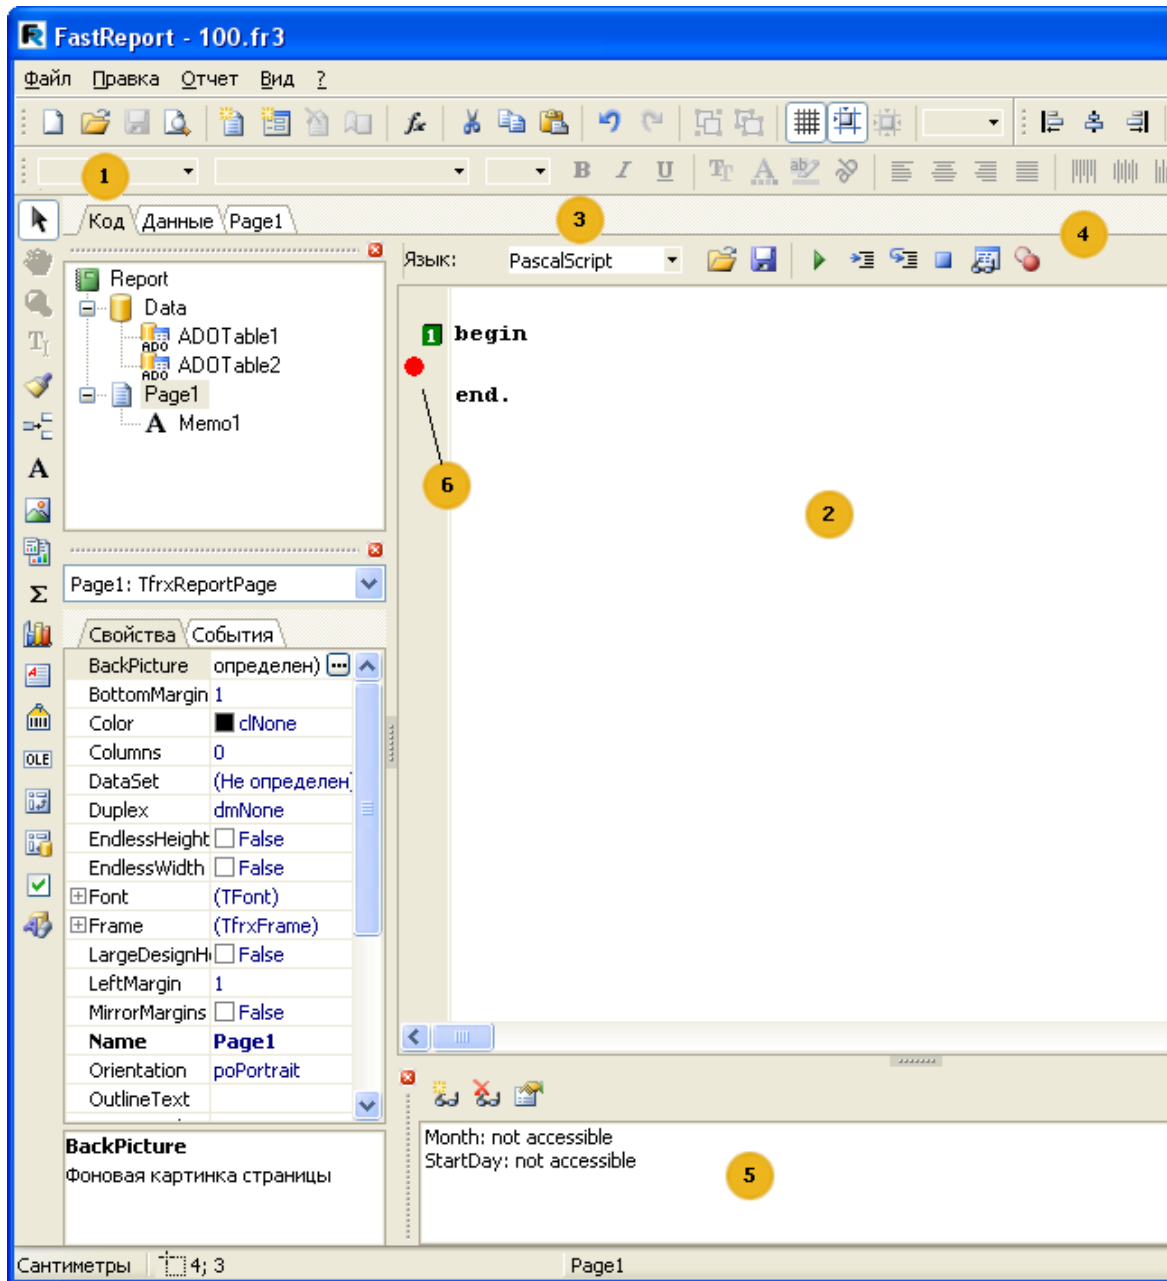 FastReport - 100.fr3
Файл Правка Отчет Вид ?
1
B I U
Код Данные Page1
3
4
Язык: PascalScript
Report
Data
ADO ADOTable1
ADO ADOTable2
Page1
A Memo1
1 begin
end.
6
2
A
Σ
OLE
Page1: TfrxReportPage
Свойства События
BackPicture определен) ...
BottomMargin 1
Color clNone
Columns 0
DataSet (Не определен
Duplex dmNone
EndlessHeight False
EndlessWidth False
Font (TFont)
Frame (TfrxFrame)
LargeDesignH False
LeftMargin 1
MirrorMargins False
Name Page1
Orientation poPortrait
OutlineText
BackPicture
Фоновая картинка страницы
Month: not accessible
StartDay: not accessible
5
Сантиметры 4; 3 Page1